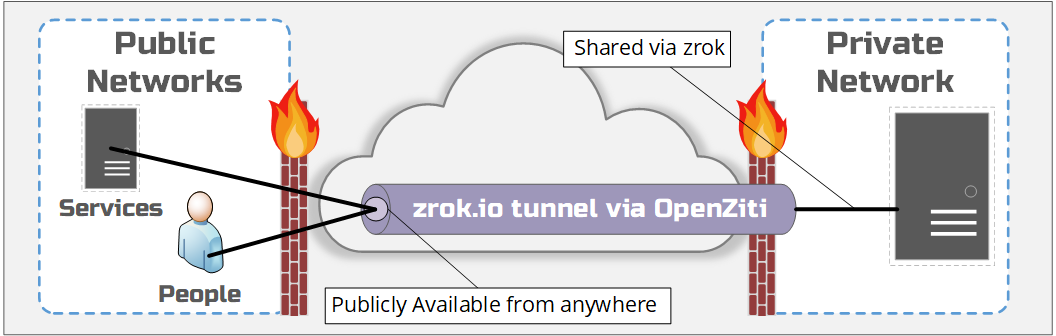 Public
Networks
Services
People
Shared via zrok
zrok.io tunnel via OpenZiti
Publicly Available from anywhere
Private
Network